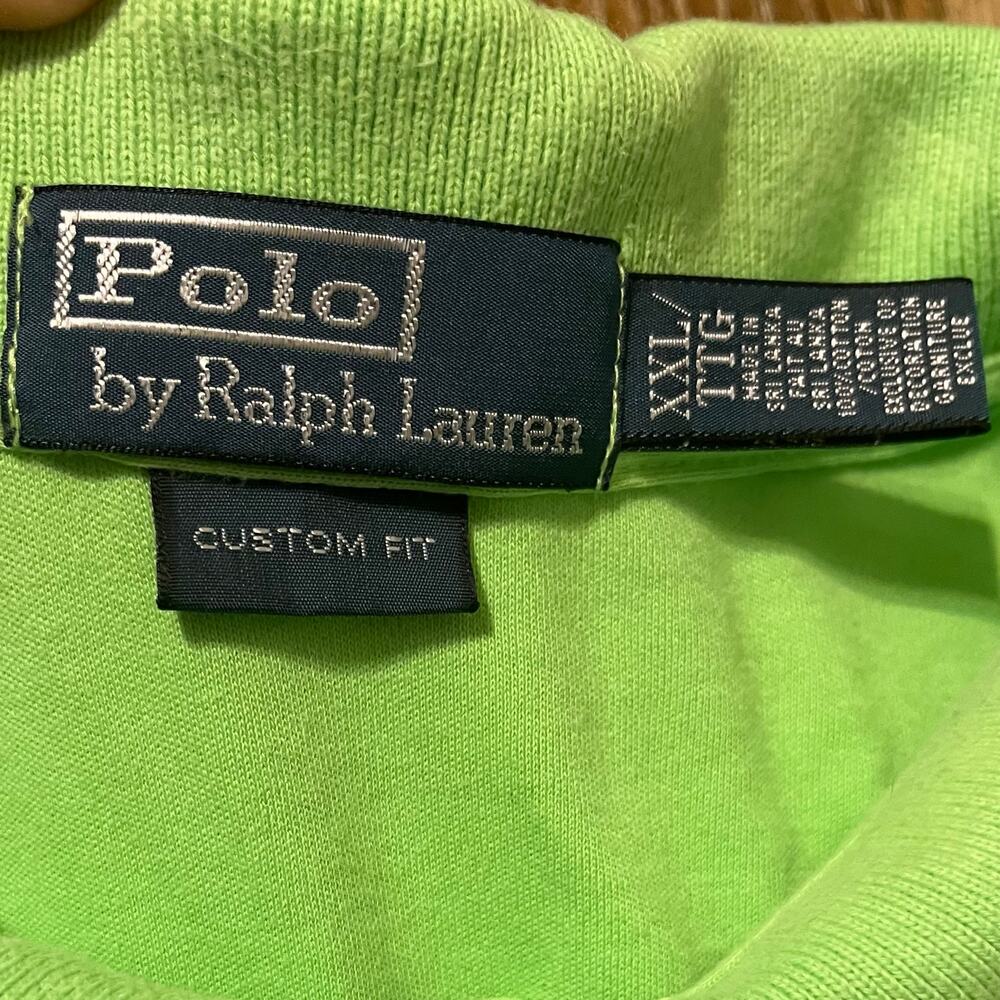 Polo
by Ralph Lauren
CUSTOM FIT
XXL/
TTG
MADE IN
SRI LANKA
FAIT AU
SRI LANKA
100%COTTON
/COTON
EXCLUSIVE OF
DECORATION
GARNITURE
EXCLUE